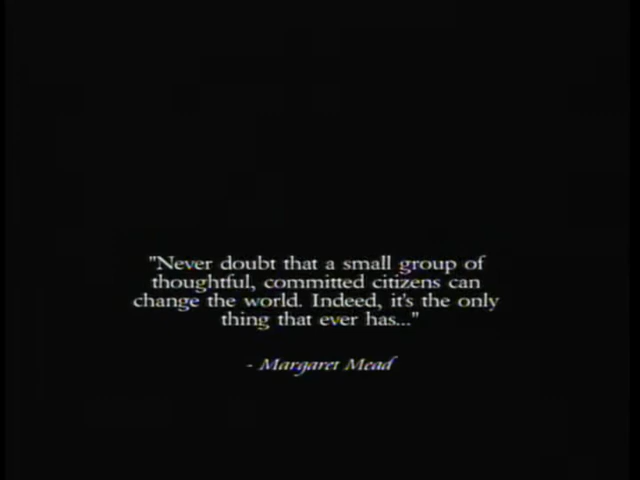 "Never doubt that a small group of
thoughtful, committed citizens can
change the world. Indeed, it's the only
thing that ever has..."
- Margaret Mead